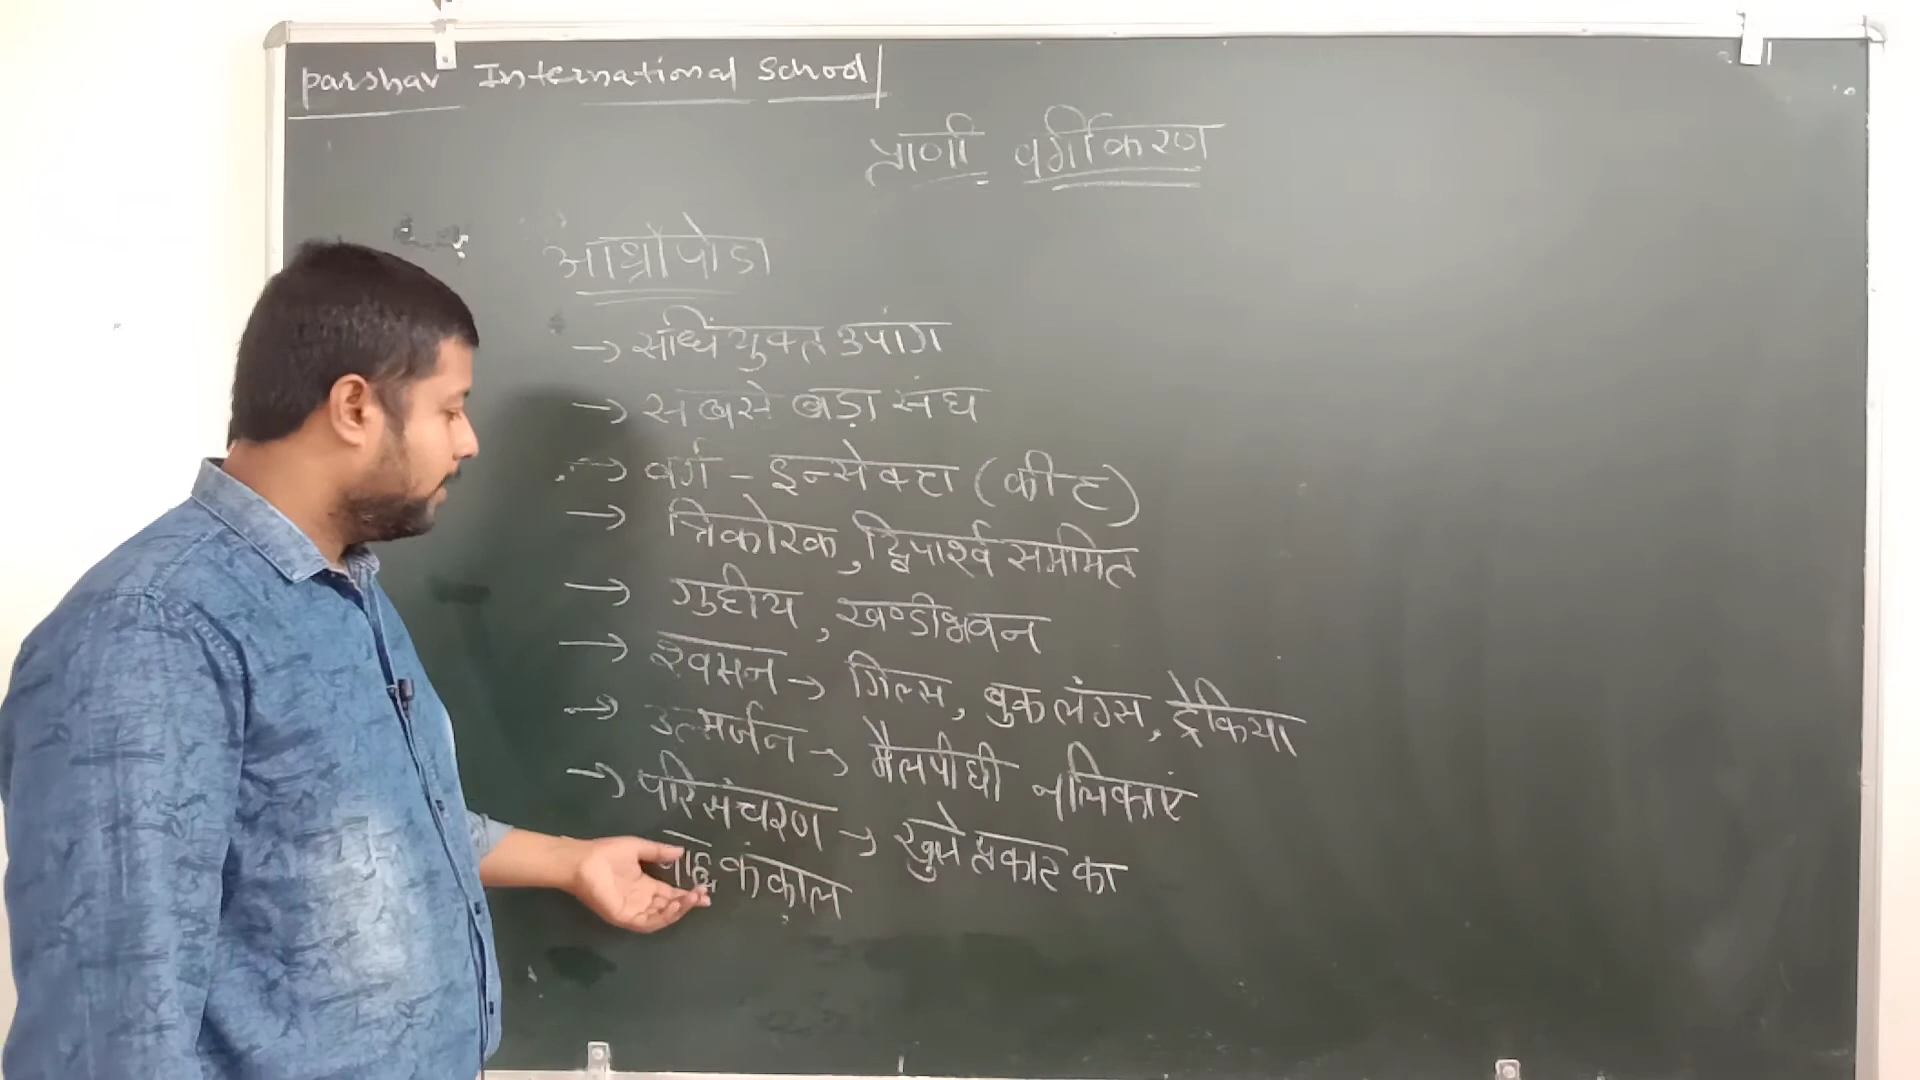 Parshav International School
प्राणी वर्गीकरण
आर्थ्रोपोडा
→ संधियुक्त उपांग
→ सबसे बड़ा संघ
→ वर्ग - इन्सेक्टा (कीट)
→ त्रिकोरक, द्विपार्श्व सममित
→ गुहीय, खण्डीभवन
→ श्वसन → गिल्स, बुक लंग्स, ट्रेकिया
→ उत्सर्जन → मैलपीघी नलिकाएं
→ परिसंचरण → खुले प्रकार का
बाह्य कंकाल